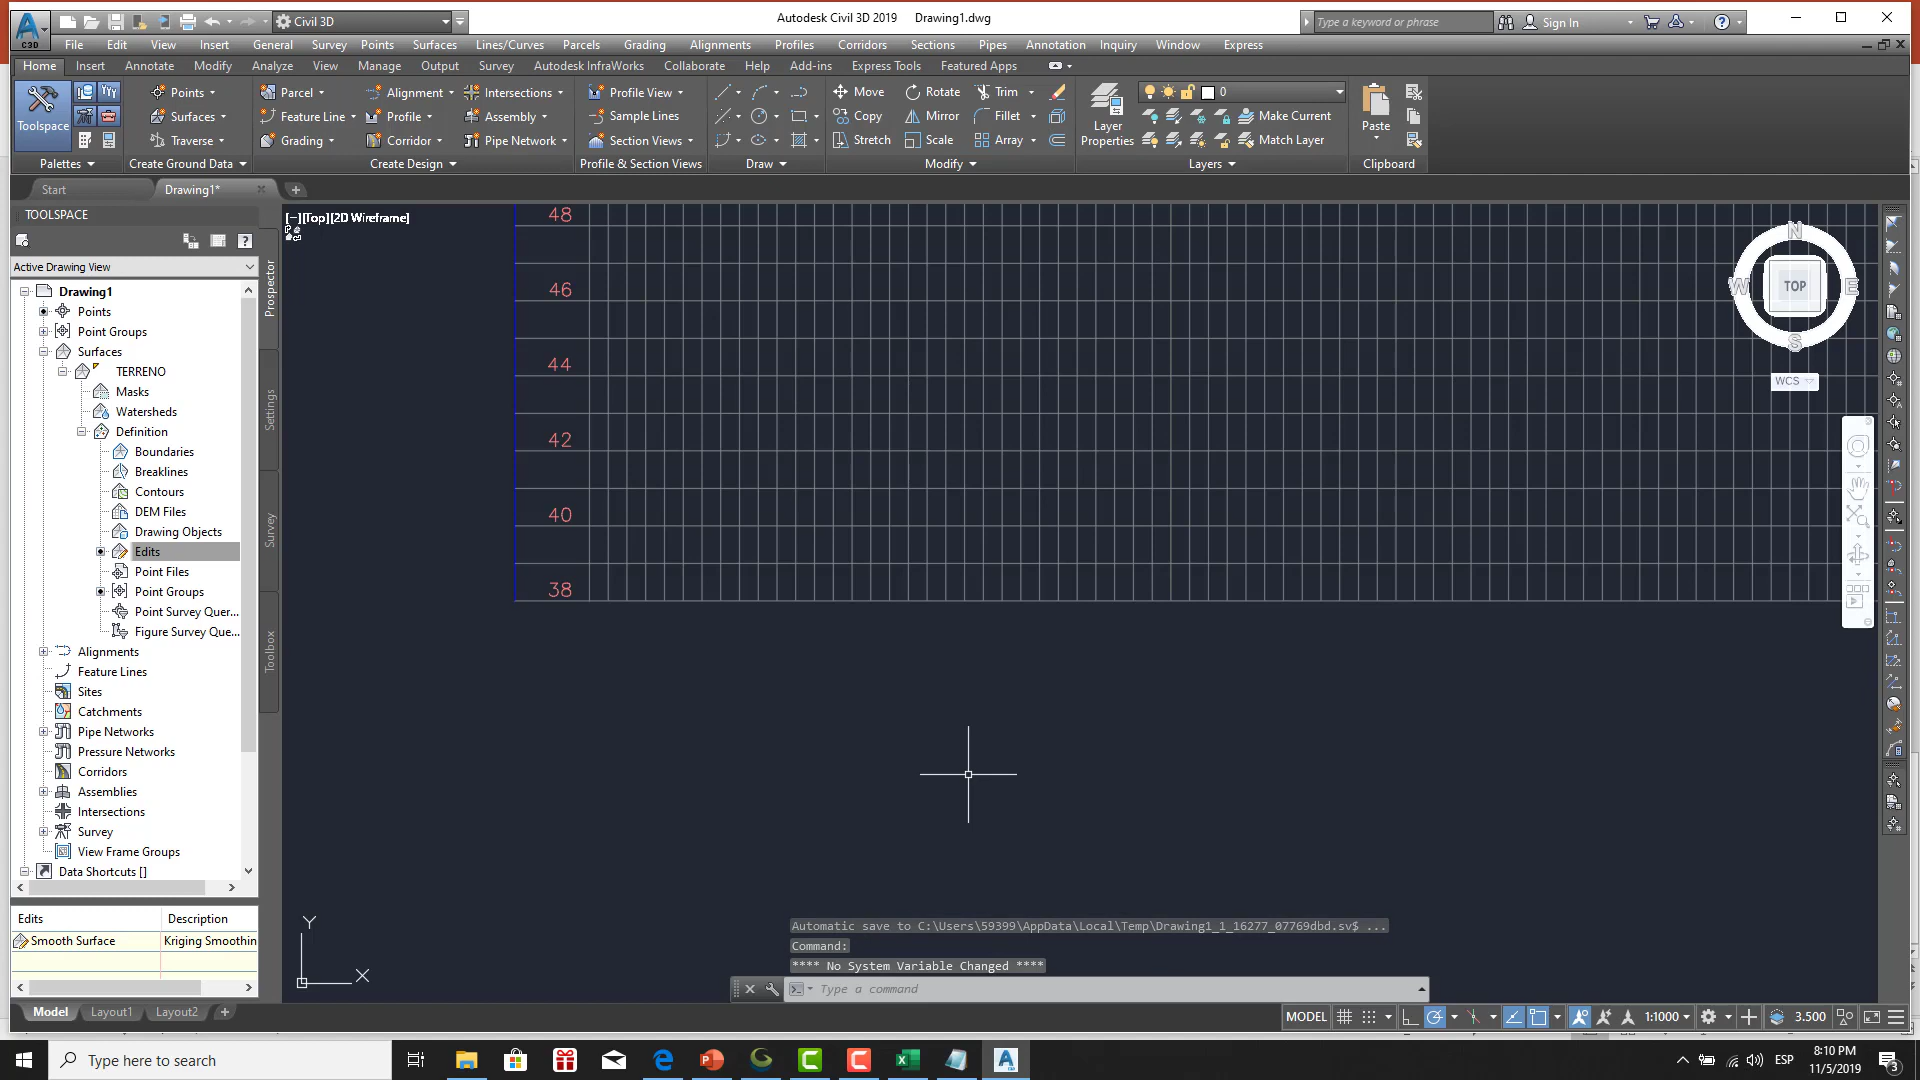 Civil 3D
Autodesk Civil 3D 2019 Drawing1.dwg
Type a keyword or phrase
Sign In
C3D
File Edit View Insert General Survey Points Surfaces Lines/Curves Parcels Grading Alignments Profiles Corridors Sections Pipes Annotation Inquiry Window Express
Home Insert Annotate Modify Analyze View Manage Output Survey Autodesk InfraWorks Collaborate Help Add-ins Express Tools Featured Apps
Points Parcel Alignment Intersections Profile View Move Rotate Trim 0
Toolspace Surfaces Feature Line Profile Assembly Sample Lines Copy Mirror Fillet Layer Properties Make Current Paste
Traverse Grading Corridor Pipe Network Section Views Stretch Scale Array Match Layer
Palettes Create Ground Data Create Design Profile & Section Views Draw Modify Layers Clipboard
Start Drawing1*
TOOLSPACE
Active Drawing View
Drawing1
Points
Point Groups
Surfaces
TERRENO
Masks
Watersheds
Definition
Boundaries
Breaklines
Contours
DEM Files
Drawing Objects
Edits
Point Files
Point Groups
Point Survey Quer...
Figure Survey Que...
Alignments
Feature Lines
Sites
Catchments
Pipe Networks
Pressure Networks
Corridors
Assemblies
Intersections
Survey
View Frame Groups
Data Shortcuts []
Edits Description
Smooth Surface Kriging Smoothin
Prospector
Settings
Survey
Toolbox
[−][Top][2D Wireframe]
48
46
44
42
40
38
N
W TOP E
S
WCS
Y
X
Automatic save to C:\Users\59399\AppData\Local\Temp\Drawing1_1_16277_07769dbd.sv$ ...
Command:
**** No System Variable Changed ****
Type a command
Model Layout1 Layout2
MODEL 1:1000 3.500
Type here to search
ESP
8:10 PM
11/5/2019
3